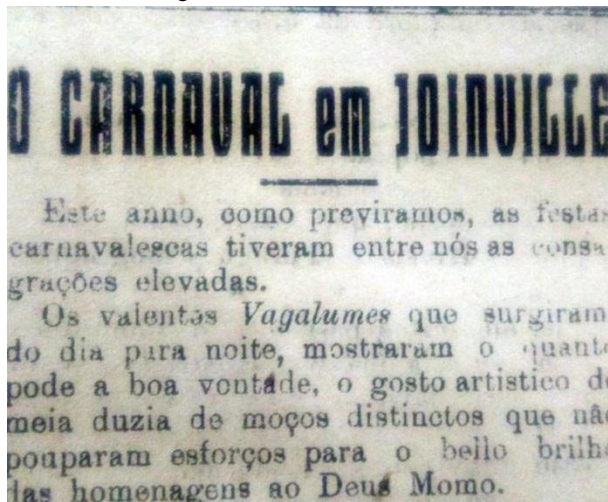 O CARNAVAL em JOINVILLE
Este anno, como previramos, as festas
carnavalescas tiveram entre nós as consa-
grações elevadas.
Os valentes Vagalumes que surgiram
do dia para noite, mostraram o quanto
pode a boa vontade, o gosto artistico de
meia duzia de moços distinctos que não
pouparam esforços para o bello brilho
das homenagens ao Deus Momo.